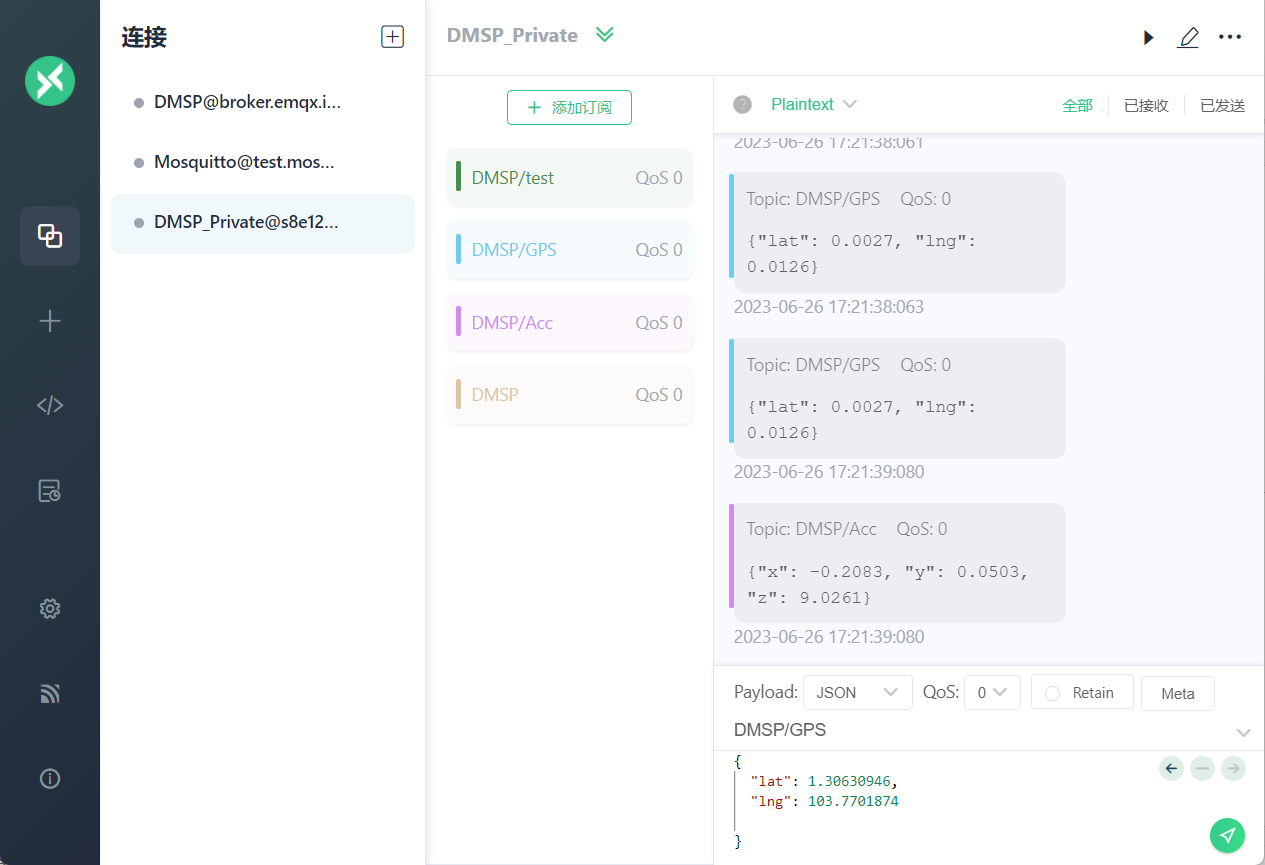 连接
DMSP@broker.emqx.i...
Mosquitto@test.mos...
DMSP_Private@s8e12...
DMSP_Private
添加订阅
DMSP/test QoS 0
DMSP/GPS QoS 0
DMSP/Acc QoS 0
DMSP QoS 0
Plaintext 全部 已接收 已发送
2023-06-26 17:21:38:061
Topic: DMSP/GPS QoS: 0
{"lat": 0.0027, "lng":
0.0126}
2023-06-26 17:21:38:063
Topic: DMSP/GPS QoS: 0
{"lat": 0.0027, "lng":
0.0126}
2023-06-26 17:21:39:080
Topic: DMSP/Acc QoS: 0
{"x": -0.2083, "y": 0.0503,
"z": 9.0261}
2023-06-26 17:21:39:080
Payload: JSON QoS: 0 Retain Meta
DMSP/GPS
{
"lat": 1.30630946,
"lng": 103.7701874
}